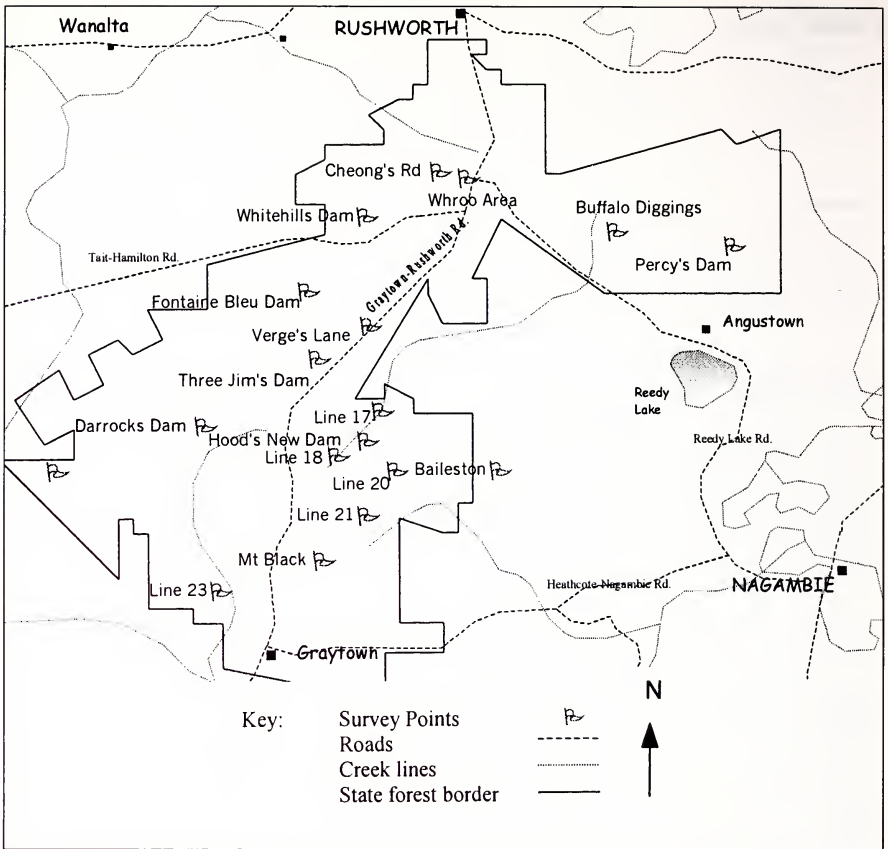 Wanalta
RUSHWORTH
Cheong's Rd
Whroo Area
Whitehills Dam
Buffalo Diggings
Tait-Hamilton Rd.
Graytown-Rushworth Rd.
Percy's Dam
Fontaine Bleu Dam
Verge's Lane
Angustown
Three Jim's Dam
Reedy
Lake
Line 17
Darrocks Dam
Hood's New Dam
Reedy Lake Rd.
Line 18
Line 20
Baileston
Line 21
Mt Black
Heathcote-Nagambie Rd.
NAGAMBIE
Line 23
Graytown
N
Key:
Survey Points
Roads
Creek lines
State forest border